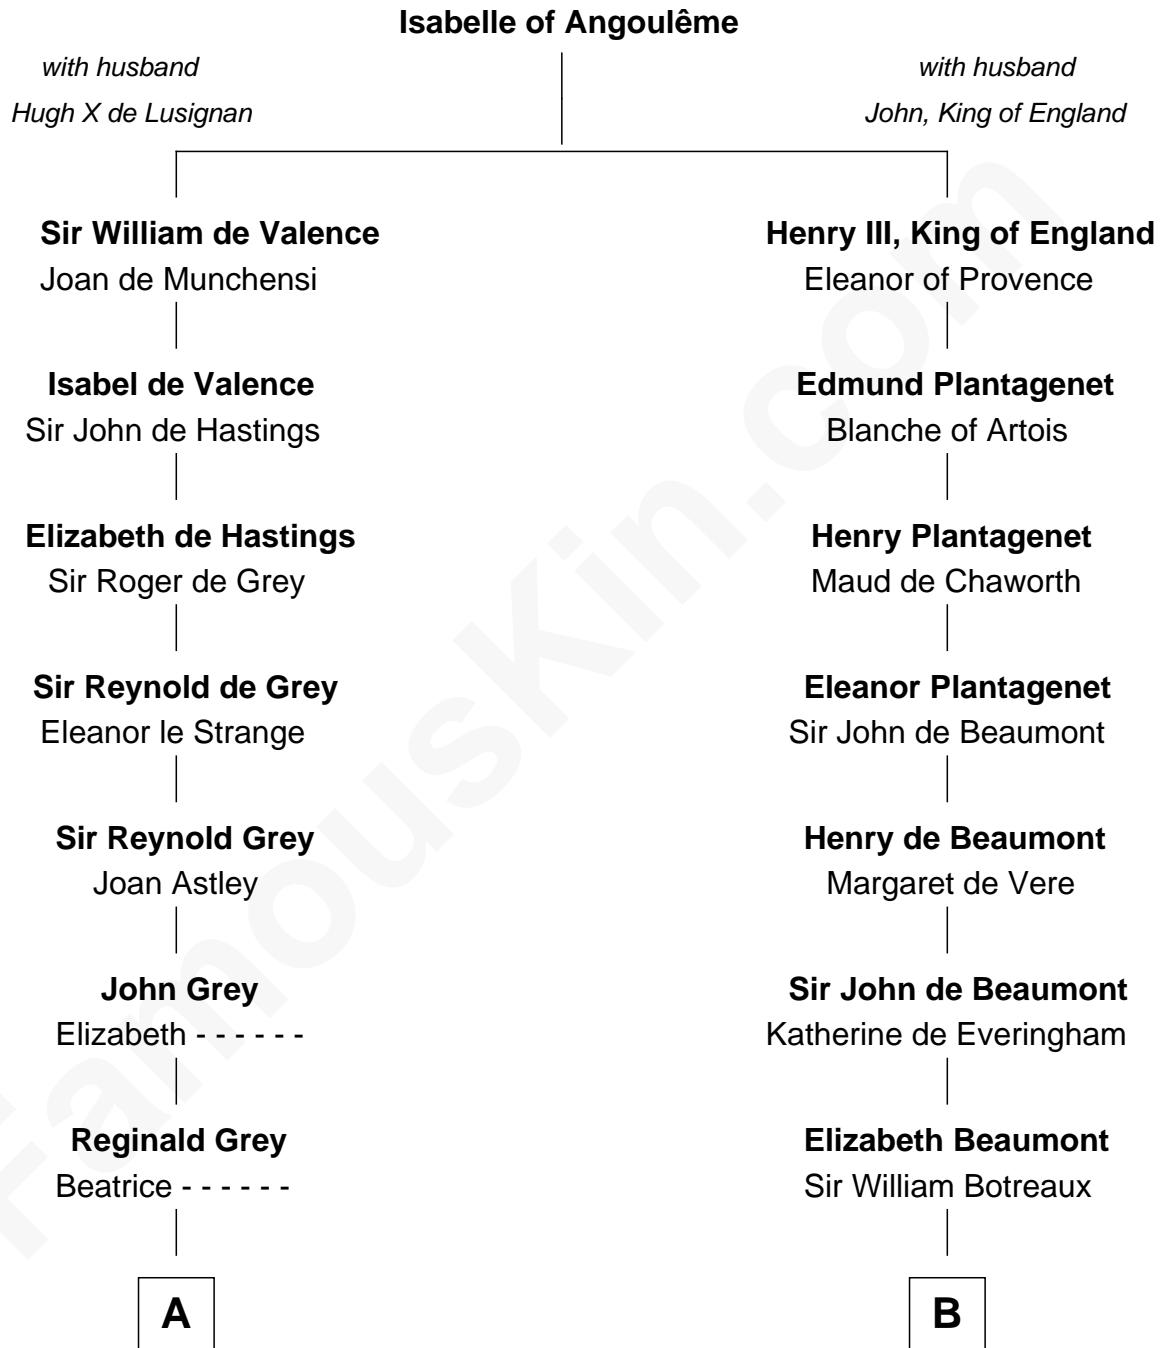 Isabelle of Angoulême
with husband
Hugh X de Lusignan
with husband
John, King of England
Sir William de Valence
Joan de Munchensi
Henry III, King of England
Eleanor of Provence
Isabel de Valence
Sir John de Hastings
Edmund Plantagenet
Blanche of Artois
Elizabeth de Hastings
Sir Roger de Grey
Henry Plantagenet
Maud de Chaworth
Sir Reynold de Grey
Eleanor le Strange
Eleanor Plantagenet
Sir John de Beaumont
Sir Reynold Grey
Joan Astley
Henry de Beaumont
Margaret de Vere
John Grey
Elizabeth - - - - - -
Sir John de Beaumont
Katherine de Everingham
Reginald Grey
Beatrice - - - - - -
Elizabeth Beaumont
Sir William Botreaux
A
B
FamousKin.com